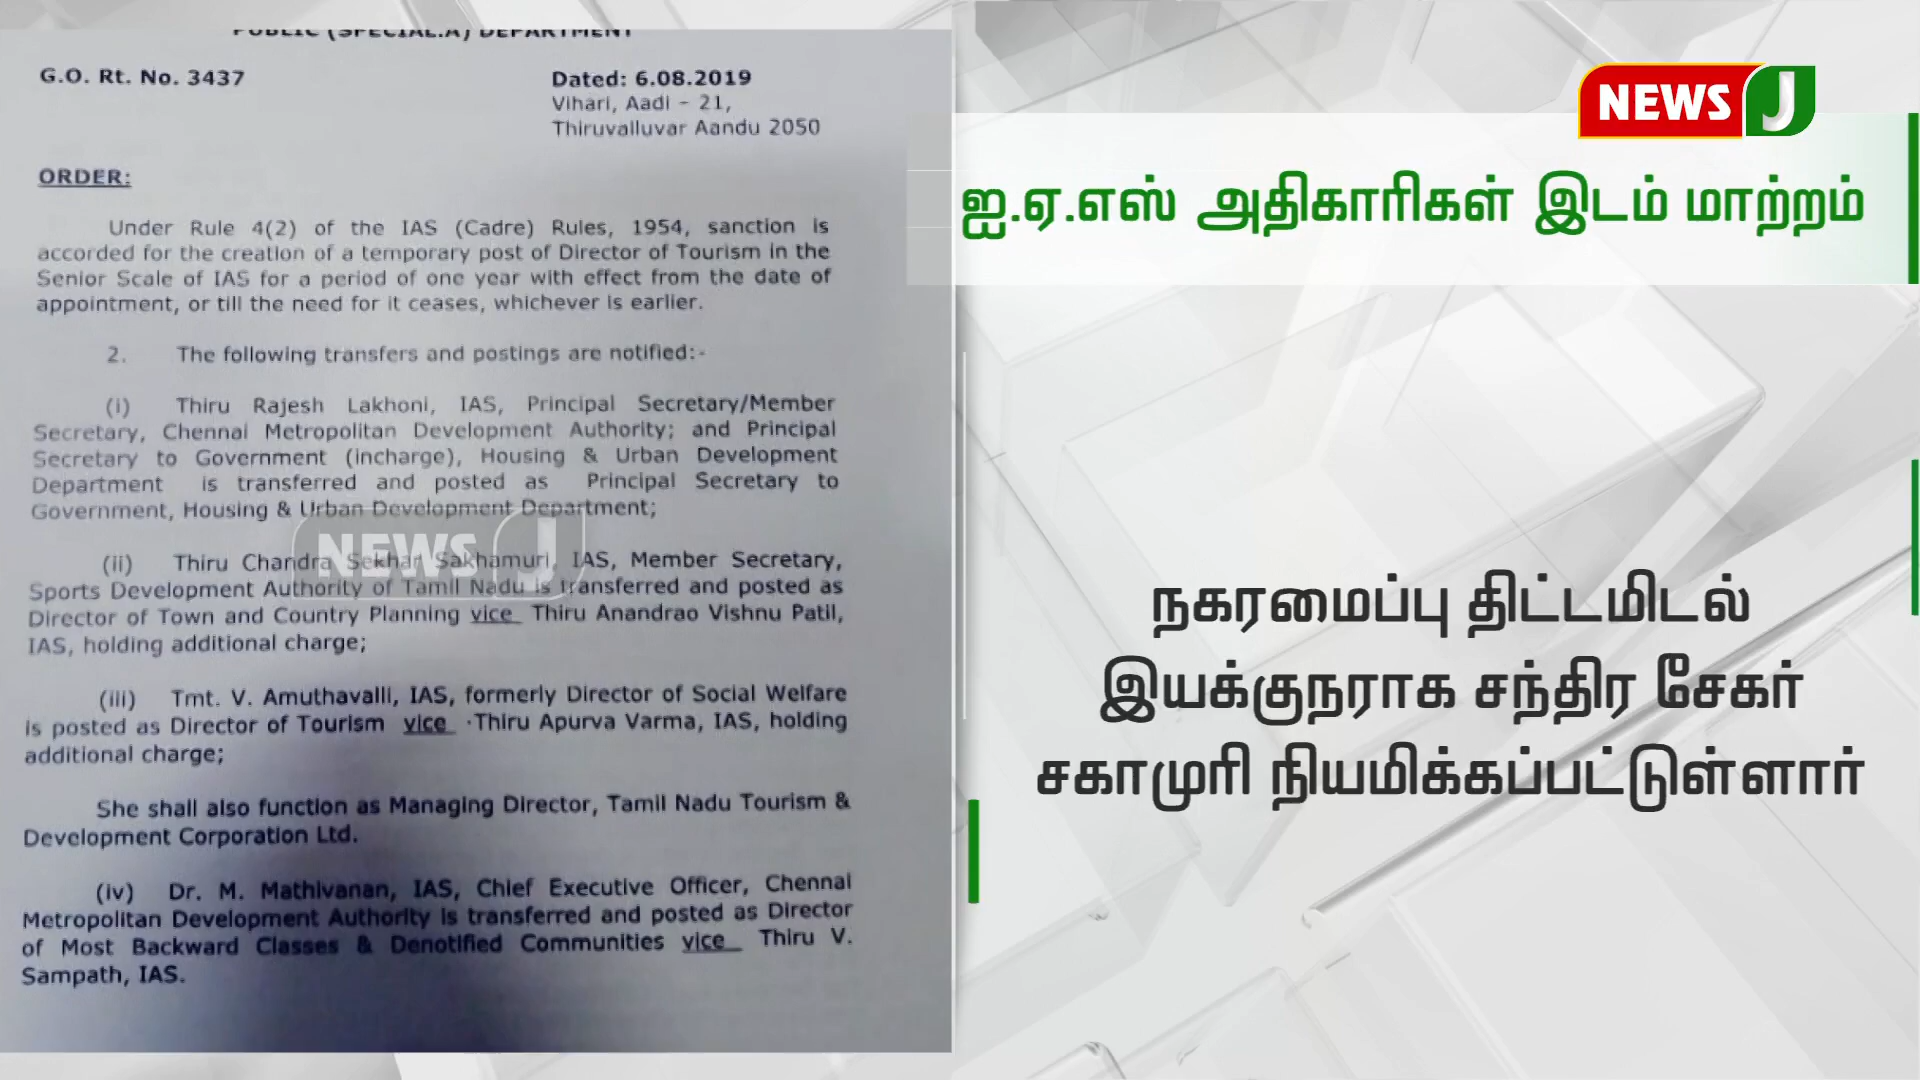 PUBLIC (SPECIAL.A) DEPARTMENT
G.O. Rt. No. 3437
Dated: 6.08.2019
Vihari, Aadi - 21,
Thiruvalluvar Aandu 2050
ORDER:
Under Rule 4(2) of the IAS (Cadre) Rules, 1954, sanction is
accorded for the creation of a temporary post of Director of Tourism in the
Senior Scale of IAS for a period of one year with effect from the date of
appointment, or till the need for it ceases, whichever is earlier.
2. The following transfers and postings are notified:-
(i) Thiru Rajesh Lakhoni, IAS, Principal Secretary/Member
Secretary, Chennai Metropolitan Development Authority; and Principal
Secretary to Government (incharge), Housing & Urban Development
Department is transferred and posted as Principal Secretary to
Government, Housing & Urban Development Department;
(ii) Thiru Chandra Sekhar Sakhamuri, IAS, Member Secretary,
Sports Development Authority of Tamil Nadu is transferred and posted as
Director of Town and Country Planning vice Thiru Anandrao Vishnu Patil,
IAS, holding additional charge;
(iii) Tmt. V. Amuthavalli, IAS, formerly Director of Social Welfare
is posted as Director of Tourism vice Thiru Apurva Varma, IAS, holding
additional charge;
She shall also function as Managing Director, Tamil Nadu Tourism &
Development Corporation Ltd.
(iv) Dr. M. Mathivanan, IAS, Chief Executive Officer, Chennai
Metropolitan Development Authority is transferred and posted as Director
of Most Backward Classes & Denotified Communities vice Thiru V.
Sampath, IAS.
NEWS J
NEWS J
ஐ.ஏ.எஸ் அதிகாரிகள் இடம் மாற்றம்
நகரமைப்பு திட்டமிடல்
இயக்குநராக சந்திர சேகர்
சகாமுரி நியமிக்கப்பட்டுள்ளார்